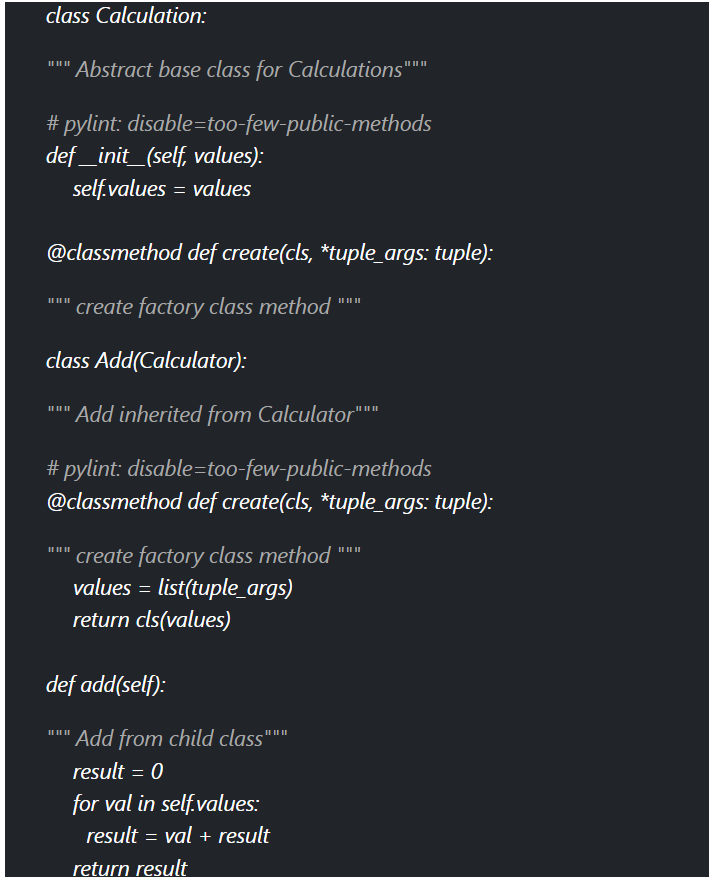 class Calculation:
""" Abstract base class for Calculations"""
# pylint: disable=too-few-public-methods
def __init__(self, values):
self.values = values
@classmethod def create(cls, *tuple_args: tuple):
""" create factory class method """
class Add(Calculator):
""" Add inherited from Calculator"""
# pylint: disable=too-few-public-methods
@classmethod def create(cls, *tuple_args: tuple):
""" create factory class method """
values = list(tuple_args)
return cls(values)
def add(self):
""" Add from child class"""
result = 0
for val in self.values:
result = val + result
return result